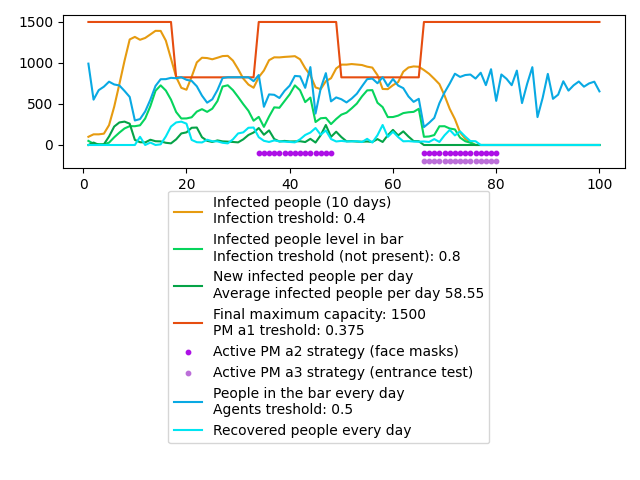 1500
1000
500
0
0
20
40
60
80
100
Infected people (10 days)
Infection treshold: 0.4
Infected people level in bar
Infection treshold (not present): 0.8
New infected people per day
Average infected people per day 58.55
Final maximum capacity: 1500
PM a1 treshold: 0.375
Active PM a2 strategy (face masks)
Active PM a3 strategy (entrance test)
People in the bar every day
Agents treshold: 0.5
Recovered people every day